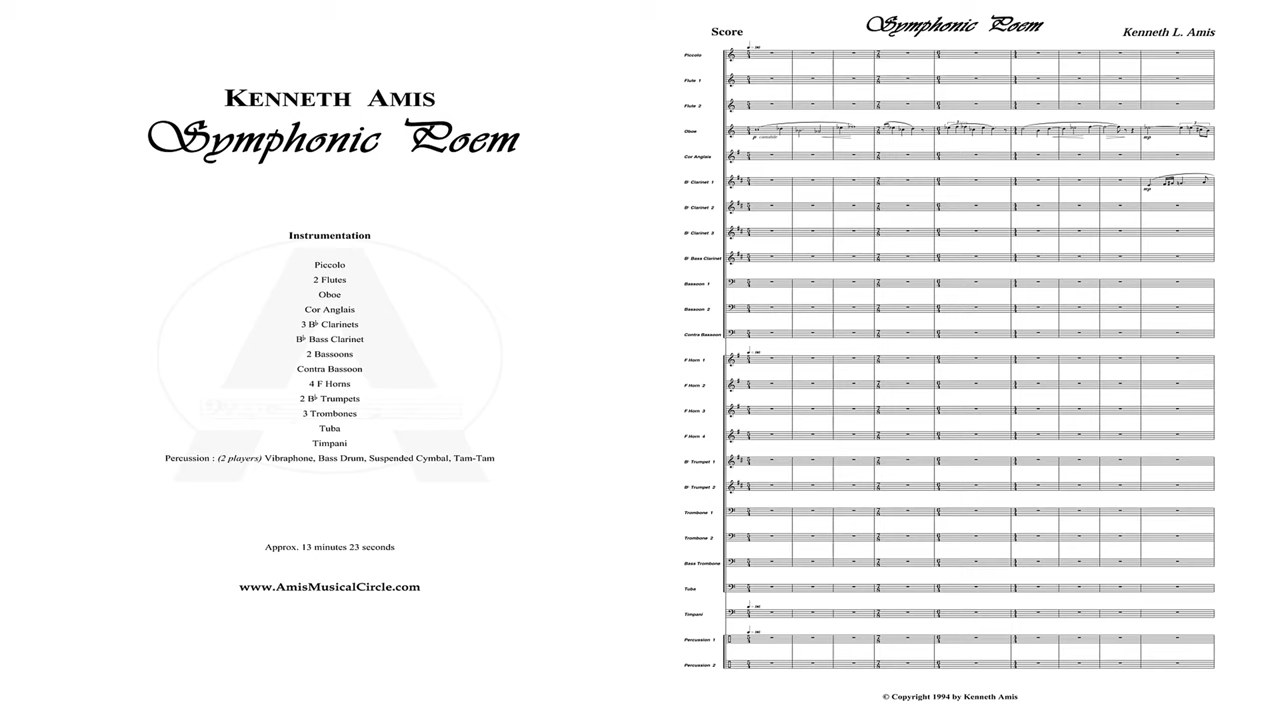 KENNETH AMIS
Symphonic Poem
Instrumentation
Piccolo
2 Flutes
Oboe
Cor Anglais
3 B♭ Clarinets
B♭ Bass Clarinet
2 Bassoons
Contra Bassoon
4 F Horns
2 B♭ Trumpets
3 Trombones
Tuba
Timpani
Percussion : (2 players) Vibraphone, Bass Drum, Suspended Cymbal, Tam-Tam
Approx. 13 minutes 23 seconds
www.AmisMusicalCircle.com
Symphonic Poem
Score
Kenneth L. Amis
Piccolo
Flute 1
Flute 2
Oboe
p cantabile
mp
Cor Anglais
B♭ Clarinet 1
mp
B♭ Clarinet 2
B♭ Clarinet 3
B♭ Bass Clarinet
Bassoon 1
Bassoon 2
Contra Bassoon
F Horn 1
F Horn 2
F Horn 3
F Horn 4
B♭ Trumpet 1
B♭ Trumpet 2
Trombone 1
Trombone 2
Bass Trombone
Tuba
Timpani
Percussion 1
Percussion 2
© Copyright 1994 by Kenneth Amis